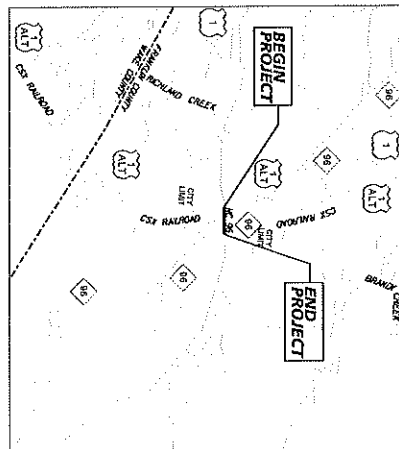 1
ALT
CSX RAILROAD
FRANKLIN COUNTY
WAKE COUNTY
RICHLAND CREEK
1
BEGIN
PROJECT
96
1
96
1
ALT
1
ALT
1
ALT
CITY
LIMIT
CSX RAILROAD
NC 96
96
CITY
LIMIT
CSX RAILROAD
BRANDY CREEK
END
PROJECT
96
96